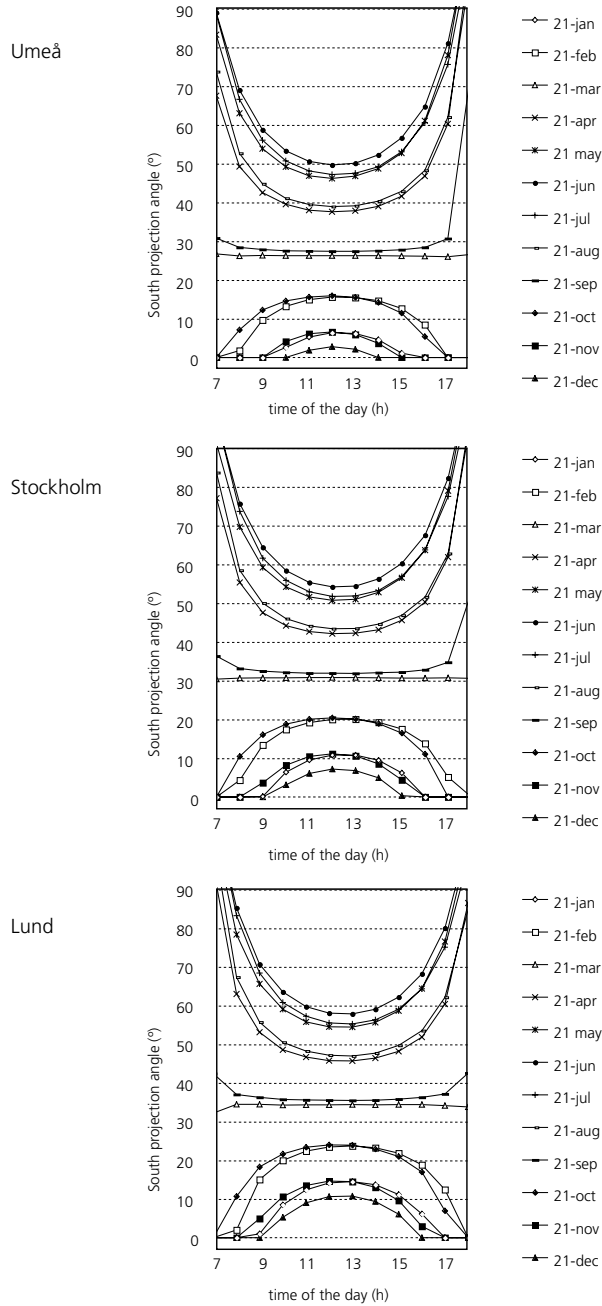 Umeå
South projection angle (º)
90
80
70
60
50
40
30
20
10
0
7 9 11 13 15 17
time of the day (h)
21-jan
21-feb
21-mar
21-apr
21 may
21-jun
21-jul
21-aug
21-sep
21-oct
21-nov
21-dec
Stockholm
South projection angle (º)
90
80
70
60
50
40
30
20
10
0
7 9 11 13 15 17
time of the day (h)
21-jan
21-feb
21-mar
21-apr
21 may
21-jun
21-jul
21-aug
21-sep
21-oct
21-nov
21-dec
Lund
South projection angle (º)
90
80
70
60
50
40
30
20
10
0
7 9 11 13 15 17
time of the day (h)
21-jan
21-feb
21-mar
21-apr
21 may
21-jun
21-jul
21-aug
21-sep
21-oct
21-nov
21-dec